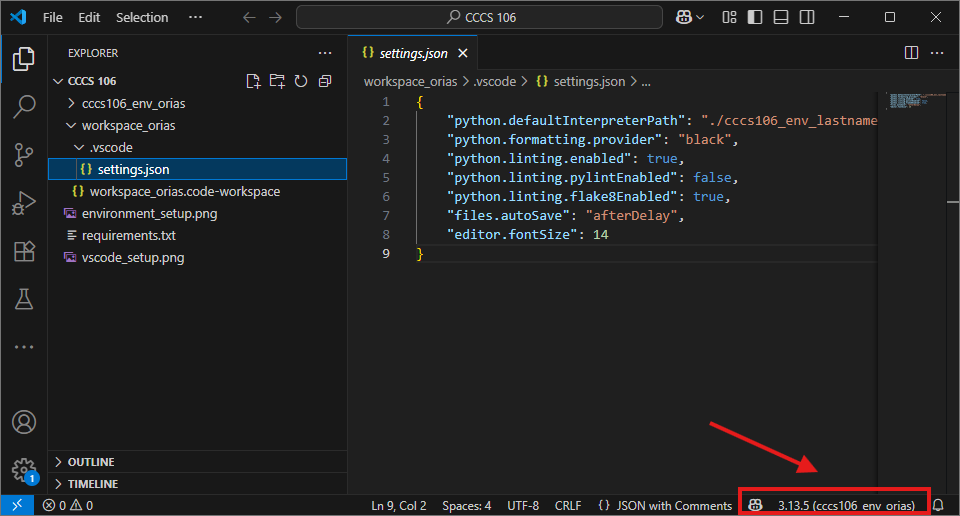 File Edit Selection ··· CCCS 106
EXPLORER ···
CCCS 106
cccs106_env_orias
workspace_orias
.vscode
{} settings.json
{} workspace_orias.code-workspace
environment_setup.png
requirements.txt
vscode_setup.png
OUTLINE
TIMELINE
{} settings.json
workspace_orias > .vscode > {} settings.json > ...
1 {
2 "python.defaultInterpreterPath": "./cccs106_env_lastname
3 "python.formatting.provider": "black",
4 "python.linting.enabled": true,
5 "python.linting.pylintEnabled": false,
6 "python.linting.flake8Enabled": true,
7 "files.autoSave": "afterDelay",
8 "editor.fontSize": 14
9 }
1
0 0 Ln 9, Col 2 Spaces: 4 UTF-8 CRLF {} JSON with Comments 3.13.5 (cccs106_env_orias)